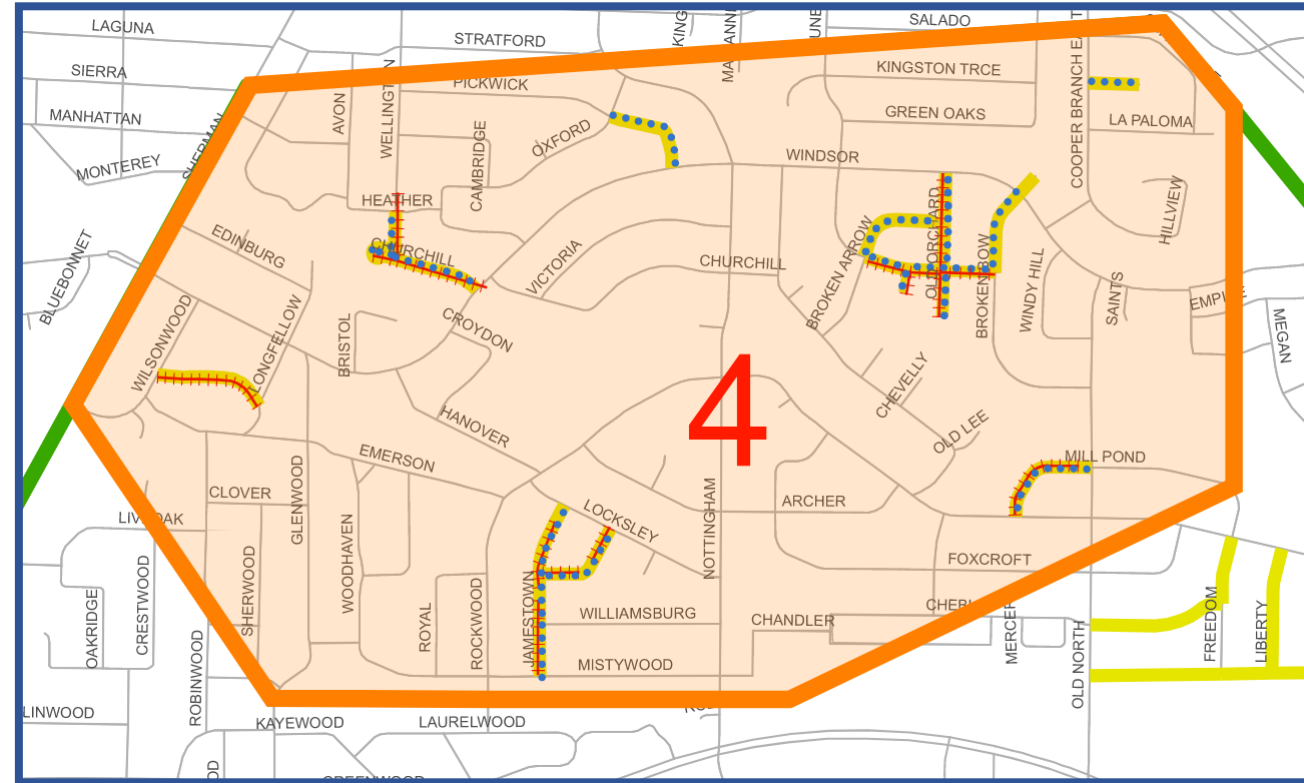 LAGUNA
STRATFORD
SALADO
SIERRA
PICKWICK
KINGSTON TRCE
MANHATTAN
AVON
WELLINGTON
OXFORD
CAMBRIDGE
GREEN OAKS
LA PALOMA
COOPER BRANCH
MONTEREY
SHERMAN
WINDSOR
HEATHER
HILLVIEW
BLUEBONNET
EDINBURG
CHURCHILL
VICTORIA
CHURCHILL
BROKEN ARROW
OLD ORCHARD
BROKEN BOW
WINDY HILL
SAINTS
MEGAN
WILSONWOOD
LONGFELLOW
BRISTOL
CROYDON
4
CHEVELLY
HANOVER
OLD LEE
EMERSON
MILL POND
CLOVER
GLENWOOD
LOCKSLEY
NOTTINGHAM
ARCHER
WOODHAVEN
FOXCROFT
OAKRIDGE
CRESTWOOD
SHERWOOD
ROYAL
ROCKWOOD
JAMESTOWN
WILLIAMSBURG
CHANDLER
FREEDOM
LIBERTY
ROBINWOOD
MISTYWOOD
OLD NORTH
LINWOOD
KAYEWOOD
LAURELWOOD